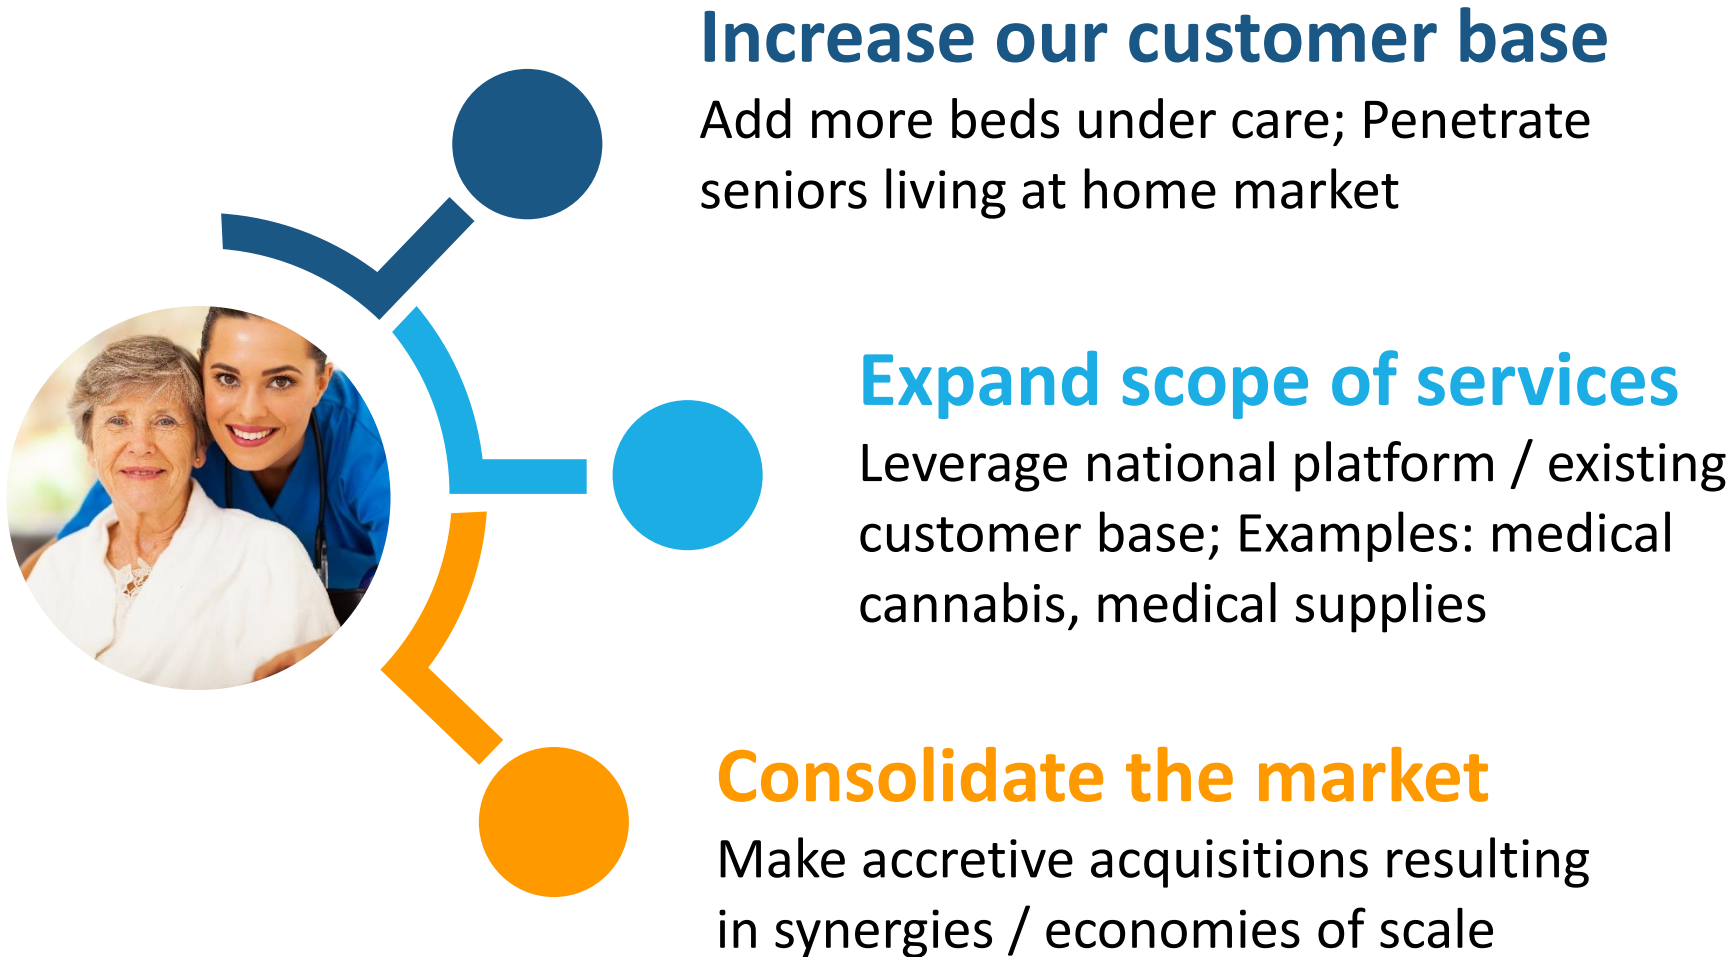 Increase our customer base
Add more beds under care; Penetrate
seniors living at home market
Expand scope of services
Leverage national platform / existing
customer base; Examples: medical
cannabis, medical supplies
Consolidate the market
Make accretive acquisitions resulting
in synergies / economies of scale